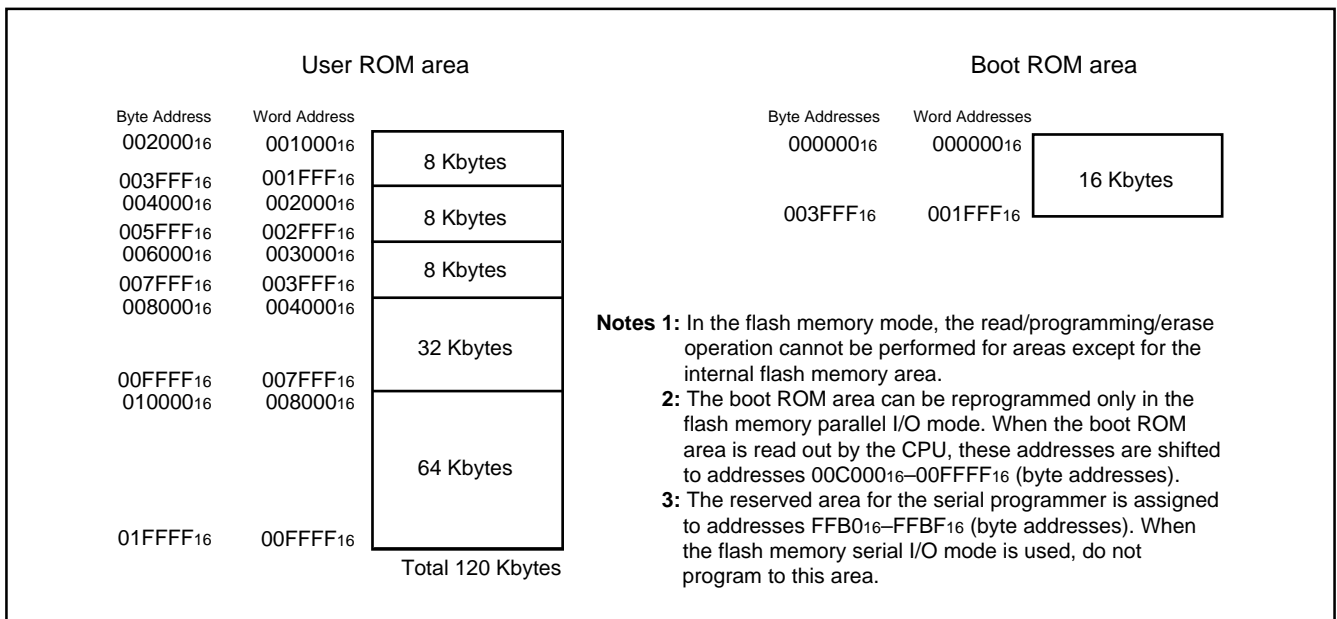 User ROM area
Byte Address Word Address
00200016 00100016
8 Kbytes
003FFF16 001FFF16
00400016 00200016
8 Kbytes
005FFF16 002FFF16
00600016 00300016
8 Kbytes
007FFF16 003FFF16
00800016 00400016
32 Kbytes
00FFFF16 007FFF16
01000016 00800016
64 Kbytes
01FFFF16 00FFFF16
Total 120 Kbytes
Boot ROM area
Byte Addresses Word Addresses
00000016 00000016
16 Kbytes
003FFF16 001FFF16
Notes 1: In the flash memory mode, the read/programming/erase
operation cannot be performed for areas except for the
internal flash memory area.
2: The boot ROM area can be reprogrammed only in the
flash memory parallel I/O mode. When the boot ROM
area is read out by the CPU, these addresses are shifted
to addresses 00C00016–00FFFF16 (byte addresses).
3: The reserved area for the serial programmer is assigned
to addresses FFB016–FFBF16 (byte addresses). When
the flash memory serial I/O mode is used, do not
program to this area.